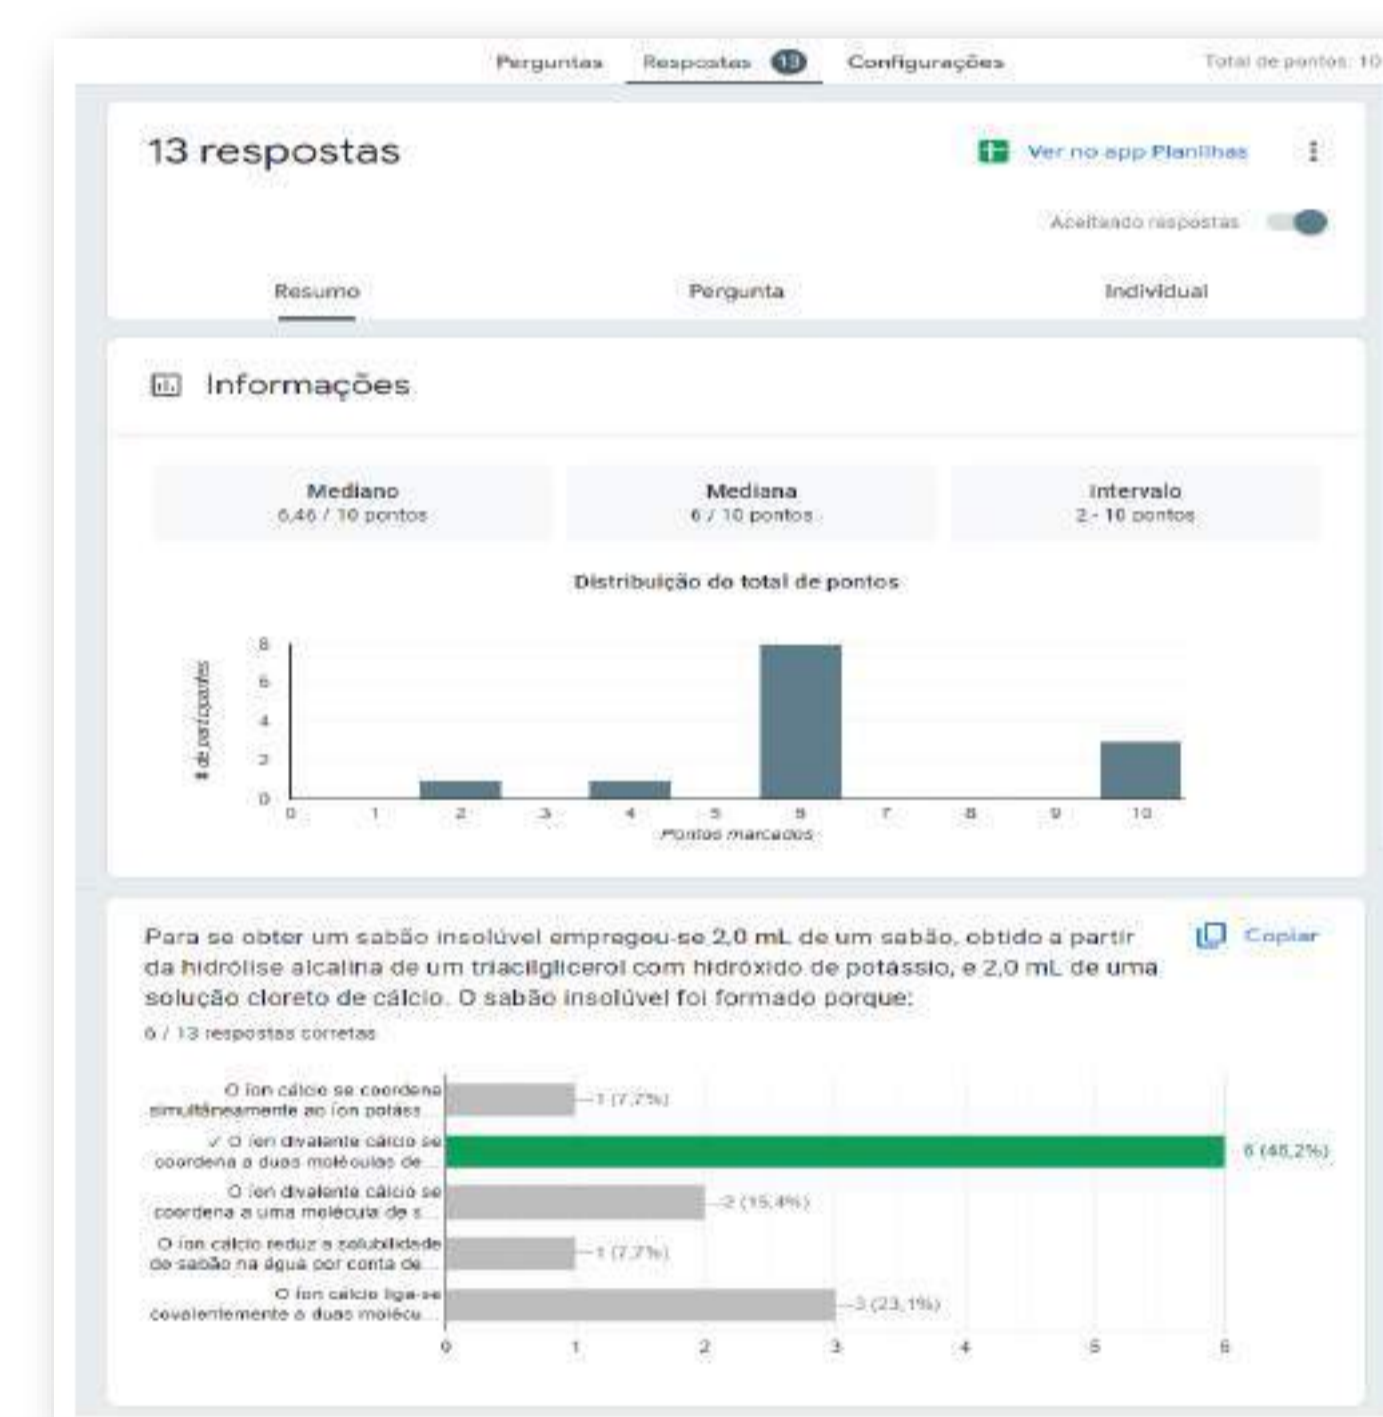 Perguntas Respostas 13 Configurações Total de pontos: 10
13 respostas
Ver no app Planilhas
Aceitando respostas
Resumo Pergunta Individual
Informações
Mediano Mediana Intervalo
6,46 / 10 pontos 6 / 10 pontos 2 - 10 pontos
Distribuição do total de pontos
# de participantes
8
6
4
2
0
0 1 2 3 4 5 6 7 8 9 10
Pontos marcados
Para se obter um sabão insolúvel empregou-se 2,0 mL de um sabão, obtido a partir
Copiar
da hidrólise alcalina de um triacilglicerol com hidróxido de potássio, e 2,0 mL de uma
solução cloreto de cálcio. O sabão insolúvel foi formado porque:
6 / 13 respostas corretas
O íon cálcio se coordena
simultâneamente ao íon potáss...
1 (7,7%)
✓ O íon divalente cálcio se
coordena a duas moléculas de...
6 (46,2%)
O íon divalente cálcio se
coordena a uma molécula de s...
2 (15,4%)
O íon cálcio reduz a solubilidade
do sabão na água por conta de...
1 (7,7%)
O íon cálcio liga-se
covalentemente a duas molécu...
3 (23,1%)
0 1 2 3 4 5 6